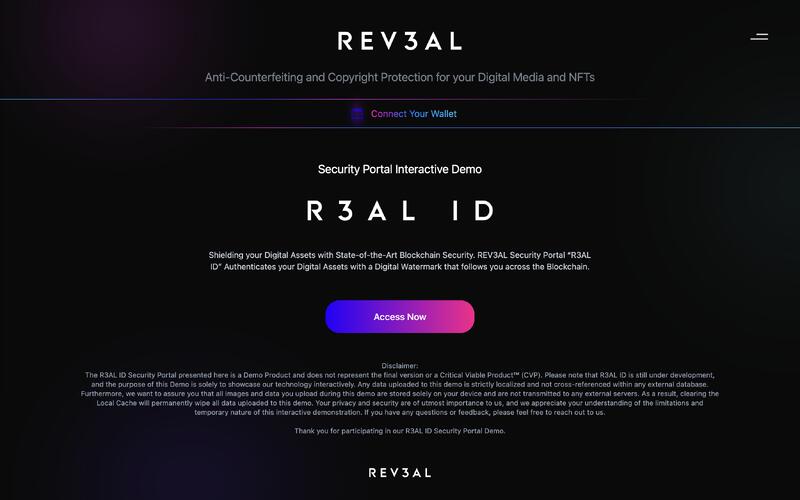 REV3AL
Anti-Counterfeiting and Copyright Protection for your Digital Media and NFTs
Connect Your Wallet
Security Portal Interactive Demo
R3AL ID
Shielding your Digital Assets with State-of-the-Art Blockchain Security. REV3AL Security Portal “R3AL
ID” Authenticates your Digital Assets with a Digital Watermark that follows you across the Blockchain.
Access Now
Disclaimer:
The R3AL ID Security Portal presented here is a Demo Product and does not represent the final version or a Critical Viable Product™ (CVP). Please note that R3AL ID is still under development,
and the purpose of this Demo is solely to showcase our technology interactively. Any data uploaded to this demo is strictly localized and not cross-referenced within any external database.
Furthermore, we want to assure you that all images and data you upload during this demo are stored solely on your device and are not transmitted to any external servers. As a result, clearing the
Local Cache will permanently wipe all data uploaded to this demo. Your privacy and security are of utmost importance to us, and we appreciate your understanding of the limitations and
temporary nature of this interactive demonstration. If you have any questions or feedback, please feel free to reach out to us.
Thank you for participating in our R3AL ID Security Portal Demo.
REV3AL